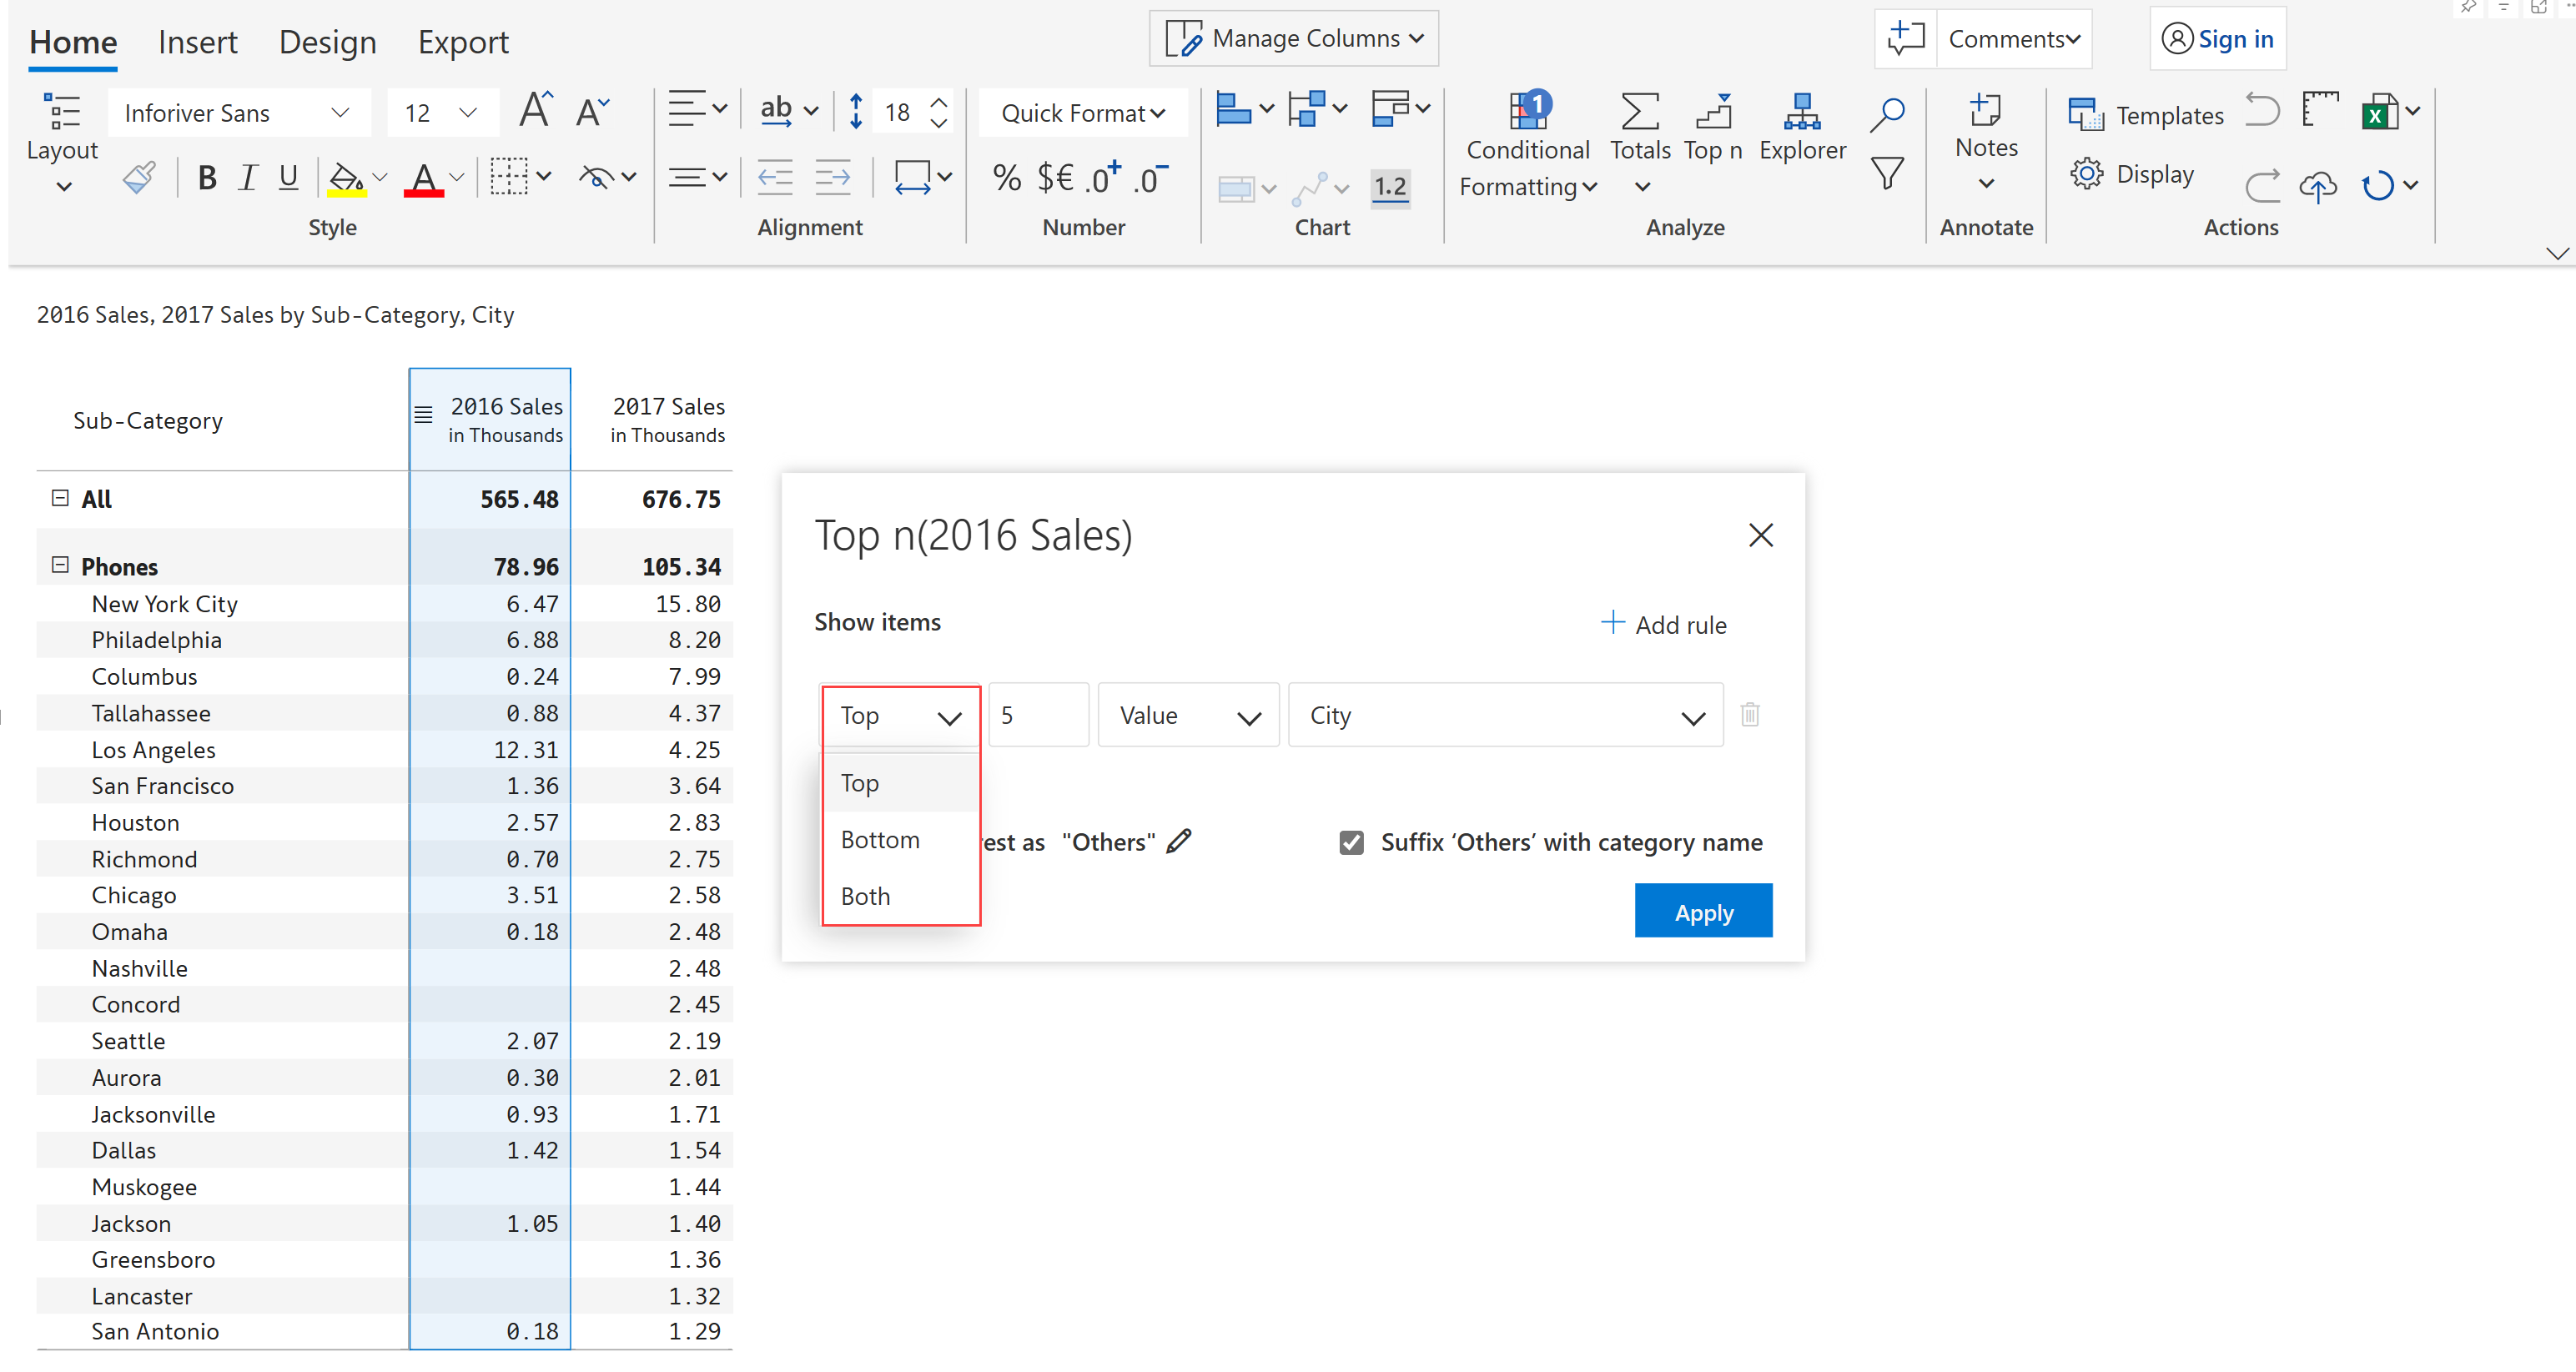 Home Insert Design Export Manage Columns Comments Sign in
Layout Inforiver Sans 12 A A ab 18 Quick Format 1
Conditional Formatting Totals Top n Explorer Notes Templates
B I U A % $€ .0+ .0- 1.2 Display
Style Alignment Number Chart Analyze Annotate Actions
2016 Sales, 2017 Sales by Sub-Category, City
Sub-Category 2016 Sales in Thousands 2017 Sales in Thousands
All 565.48 676.75
Phones 78.96 105.34
New York City 6.47 15.80
Philadelphia 6.88 8.20
Columbus 0.24 7.99
Tallahassee 0.88 4.37
Los Angeles 12.31 4.25
San Francisco 1.36 3.64
Houston 2.57 2.83
Richmond 0.70 2.75
Chicago 3.51 2.58
Omaha 0.18 2.48
Nashville 2.48
Concord 2.45
Seattle 2.07 2.19
Aurora 0.30 2.01
Jacksonville 0.93 1.71
Dallas 1.42 1.54
Muskogee 1.44
Jackson 1.05 1.40
Greensboro 1.36
Lancaster 1.32
San Antonio 0.18 1.29
Top n(2016 Sales)
Show items Add rule
Top 5 Value City
Top
Bottom
Both
rest as "Others" Suffix ‘Others’ with category name
Apply